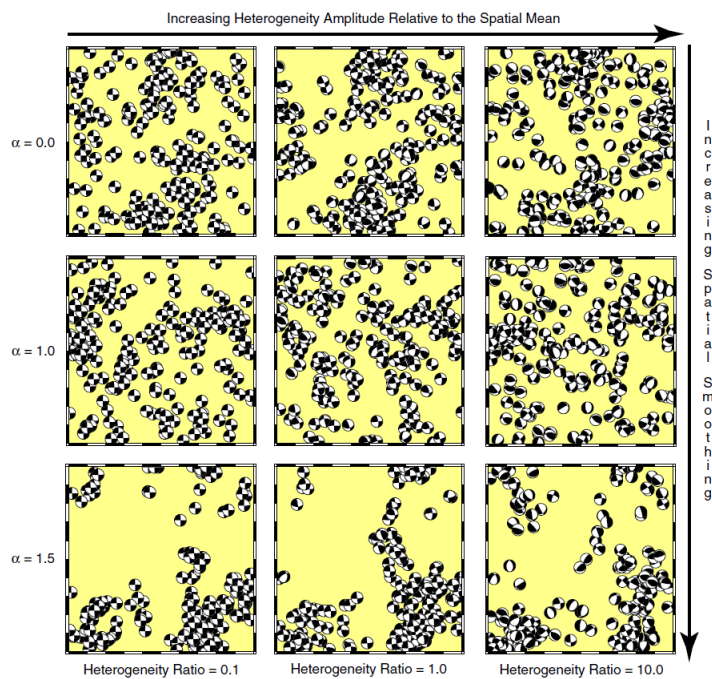 Increasing Heterogeneity Amplitude Relative to the Spatial Mean
α = 0.0
α = 1.0
α = 1.5
Increasing Spatial Smoothing
Heterogeneity Ratio = 0.1
Heterogeneity Ratio = 1.0
Heterogeneity Ratio = 10.0